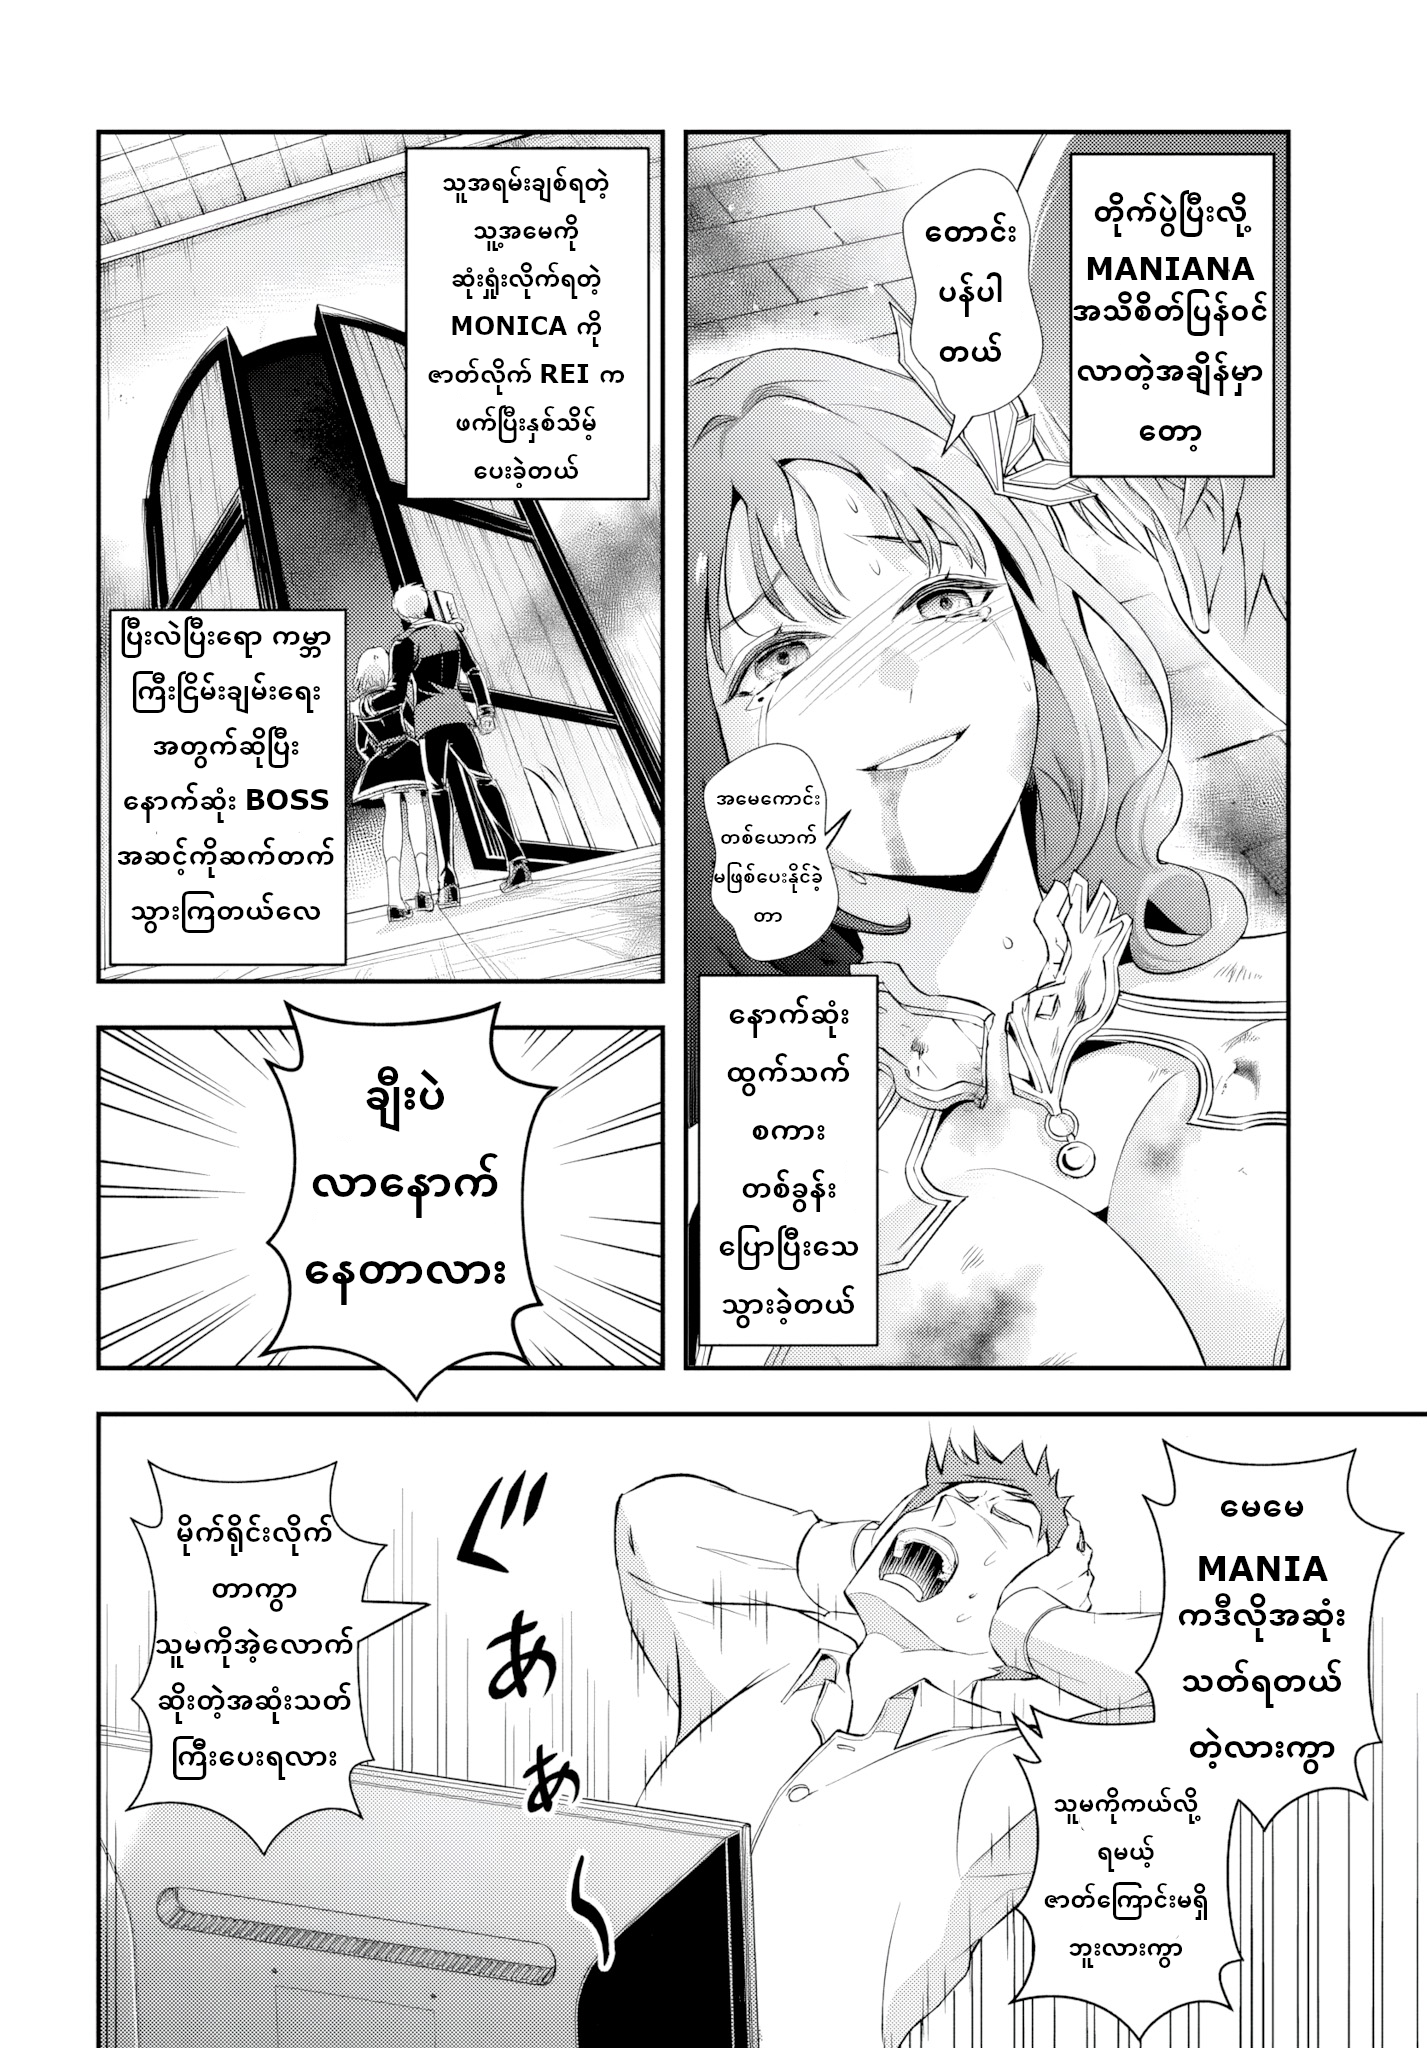 တိုက်ပွဲပြီးလို့
MANIANA
အသိစိတ်ပြန်ဝင်
လာတဲ့အချိန်မှာ
တော့
တောင်း
ပန်ပါ
တယ်
အမေကောင်း
တစ်ယောက်
မဖြစ်ပေးနိုင်ခဲ့
တာ
နောက်ဆုံး
ထွက်သက်
စကား
တစ်ခွန်း
ပြောပြီးသေ
သွားခဲ့တယ်
သူအရမ်းချစ်ရတဲ့
သူ့အမေကို
ဆုံးရှုံးလိုက်ရတဲ့
MONICA ကို
ဇာတ်လိုက် REI က
ဖက်ပြီးနှစ်သိမ့်
ပေးခဲ့တယ်
ပြီးလဲပြီးရော ကမ္ဘာ
ကြီးငြိမ်းချမ်းရေး
အတွက်ဆိုပြီး
နောက်ဆုံး BOSS
အဆင့်ကိုဆက်တက်
သွားကြတယ်လေ
ချီးပဲ
လာနောက်
နေတာလား
မေမေ
MANIA
ကဒီလိုအဆုံး
သတ်ရတယ်
တဲ့လားကွာ
သူမကိုကယ်လို့
ရမယ့်
ဇာတ်ကြောင်းမရှိ
ဘူးလားကွာ
ぐ
あ
あ
〜
မိုက်ရိုင်းလိုက်
တာကွာ
သူမကိုအဲ့လောက်
ဆိုးတဲ့အဆုံးသတ်
ကြီးပေးရလား